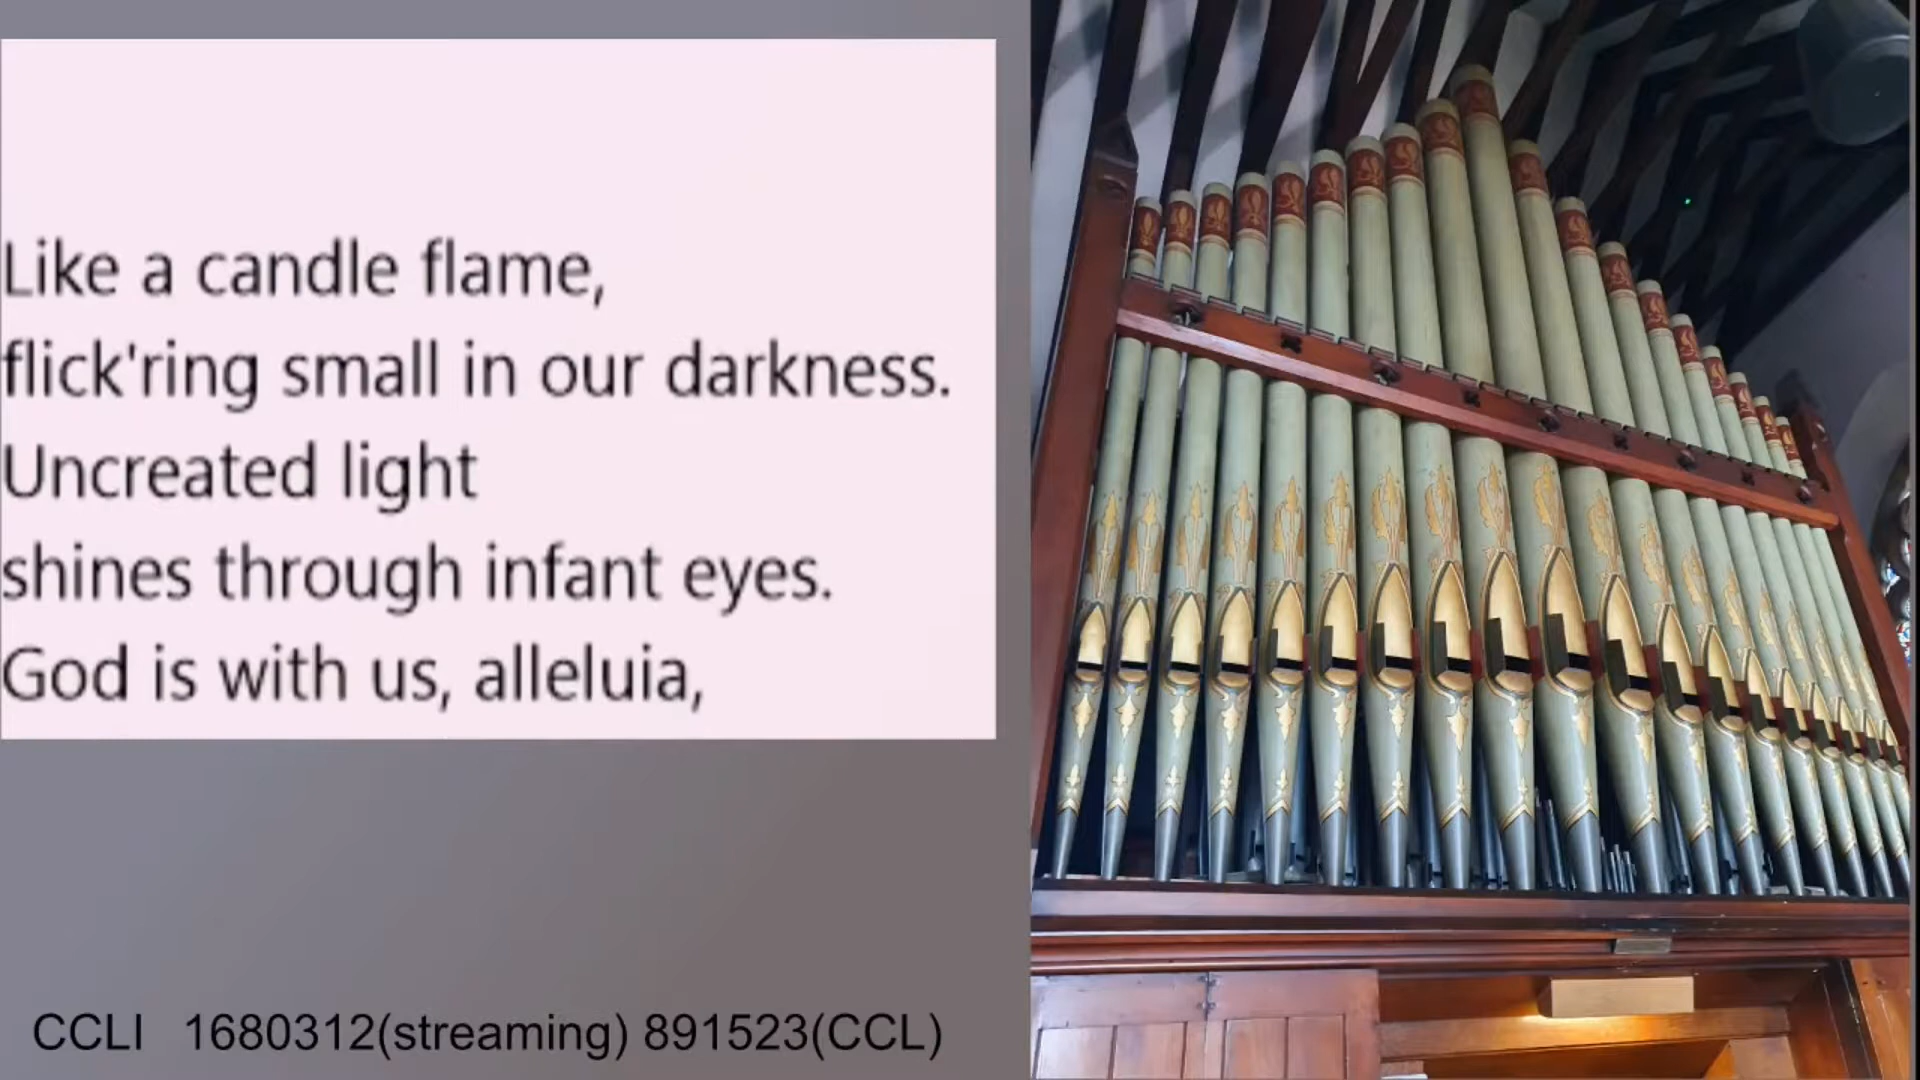 Like a candle flame,
flick'ring small in our darkness.
Uncreated light
shines through infant eyes.
God is with us, alleluia,
CCLI 1680312(streaming) 891523(CCL)